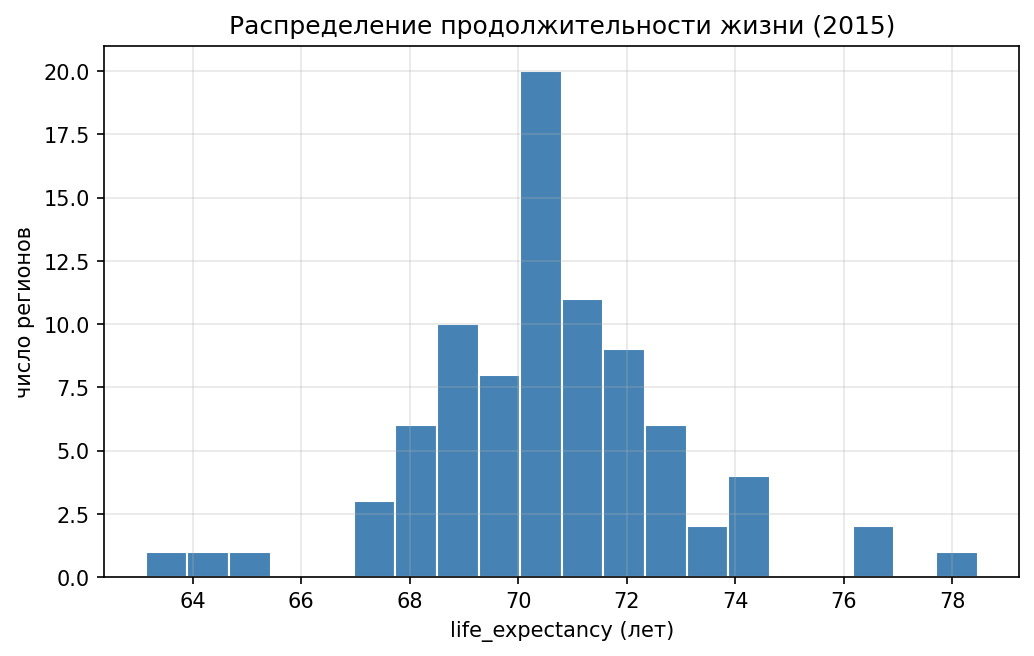 Распределение продолжительности жизни (2015)
число регионов
20.0
17.5
15.0
12.5
10.0
7.5
5.0
2.5
0.0
64 66 68 70 72 74 76 78
life_expectancy (лет)